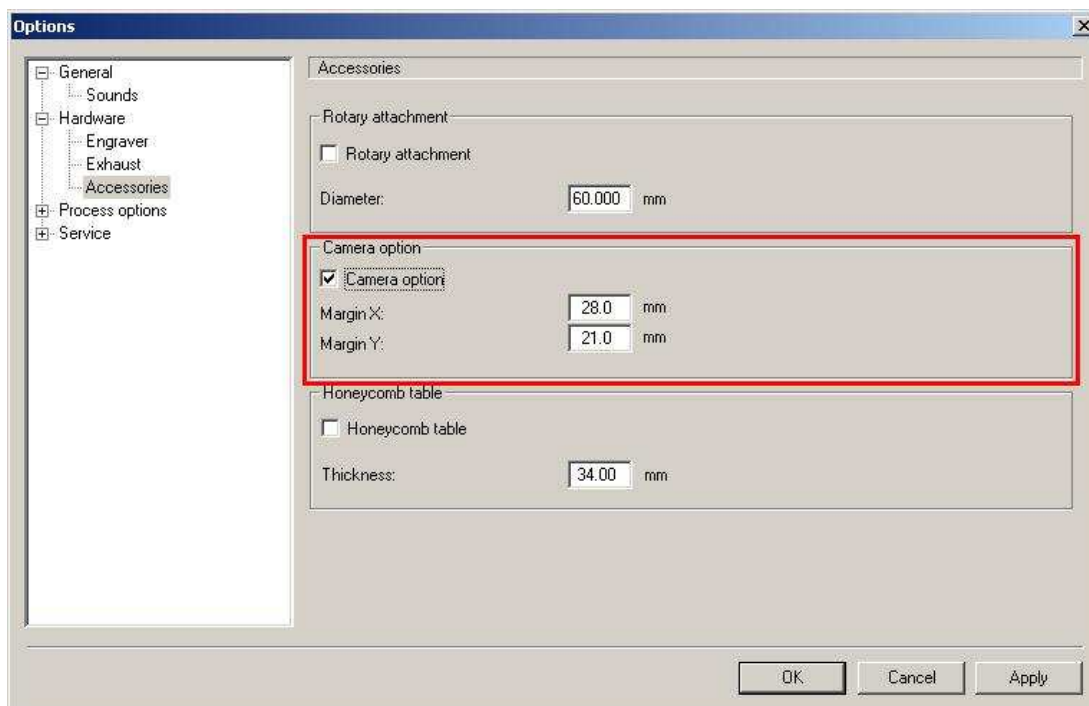 Options
General
Sounds
Hardware
Engraver
Exhaust
Accessories
Process options
Service
Accessories
Rotary attachment
Rotary attachment
Diameter: 60.000 mm
Camera option
Camera option
Margin X: 28.0 mm
Margin Y: 21.0 mm
Honeycomb table
Honeycomb table
Thickness: 34.00 mm
OK Cancel Apply